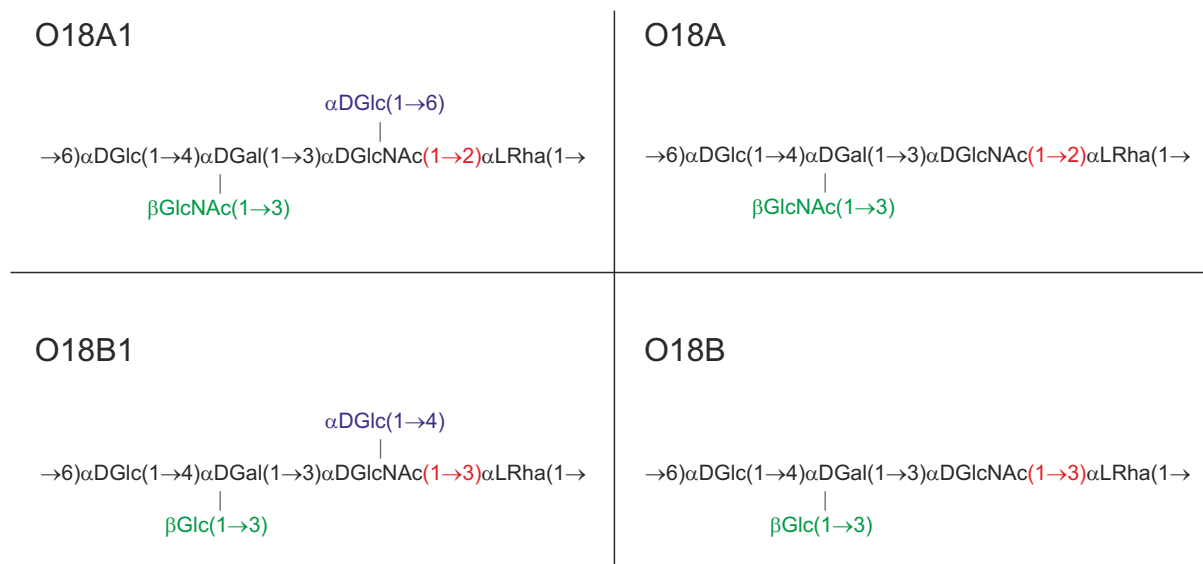 O18A1
αDGlc(1→6)
→6)αDGlc(1→4)αDGal(1→3)αDGlcNAc(1→2)αLRha(1→
βGlcNAc(1→3)
O18A
→6)αDGlc(1→4)αDGal(1→3)αDGlcNAc(1→2)αLRha(1→
βGlcNAc(1→3)
O18B1
αDGlc(1→4)
→6)αDGlc(1→4)αDGal(1→3)αDGlcNAc(1→3)αLRha(1→
βGlc(1→3)
O18B
→6)αDGlc(1→4)αDGal(1→3)αDGlcNAc(1→3)αLRha(1→
βGlc(1→3)